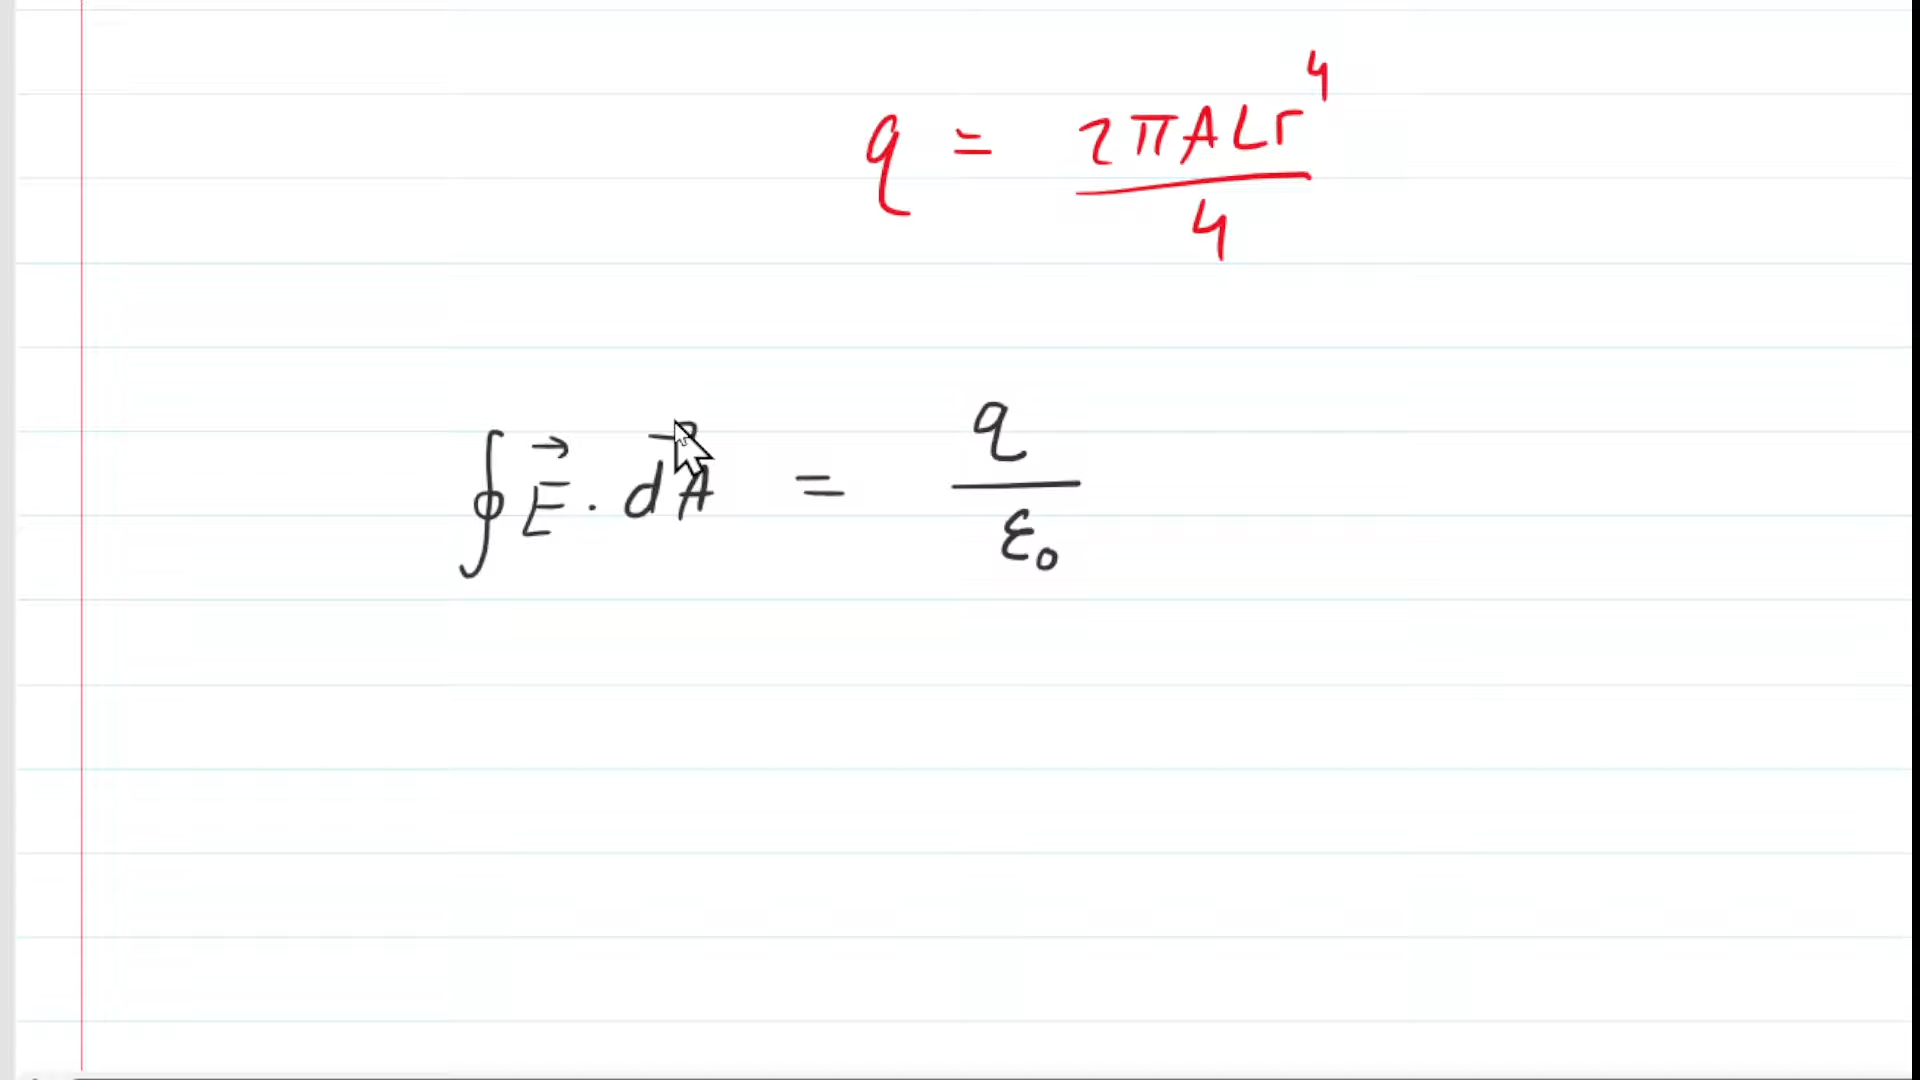 q = 2πALr⁴ / 4
∮ E⃗ · dA⃗ = q / ε₀